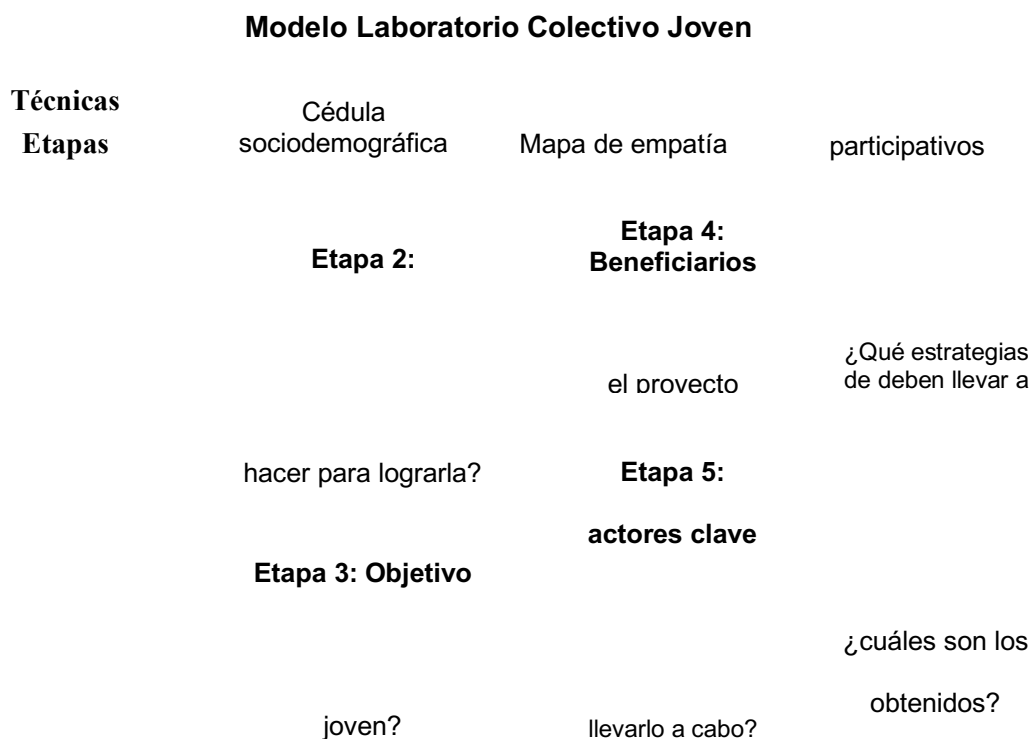 Modelo Laboratorio Colectivo Joven
Técnicas
Etapas
Cédula
sociodemográfica
Mapa de empatía
participativos
Etapa 2:
Etapa 4:
Beneficiarios
el proyecto
¿Qué estrategias
de deben llevar a
hacer para lograrla?
Etapa 5:
actores clave
Etapa 3: Objetivo
¿cuáles son los
obtenidos?
joven?
llevarlo a cabo?